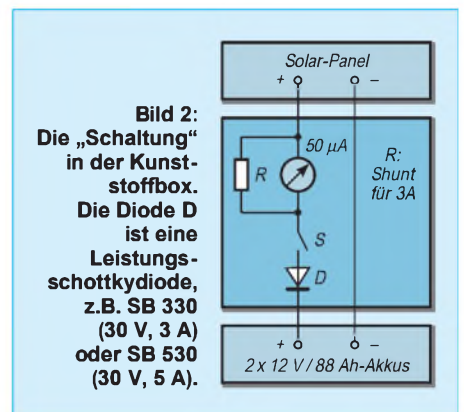 Bild 2:
Die „Schaltung“
in der Kunst-
stoffbox.
Die Diode D
ist eine
Leistungs-
schottkydiode,
z.B. SB 330
(30 V, 3 A)
oder SB 530
(30 V, 5 A).
Solar-Panel
+ –
50 µA
R
R:
Shunt
für 3A
S
D
+ –
2 x 12 V / 88 Ah-Akkus